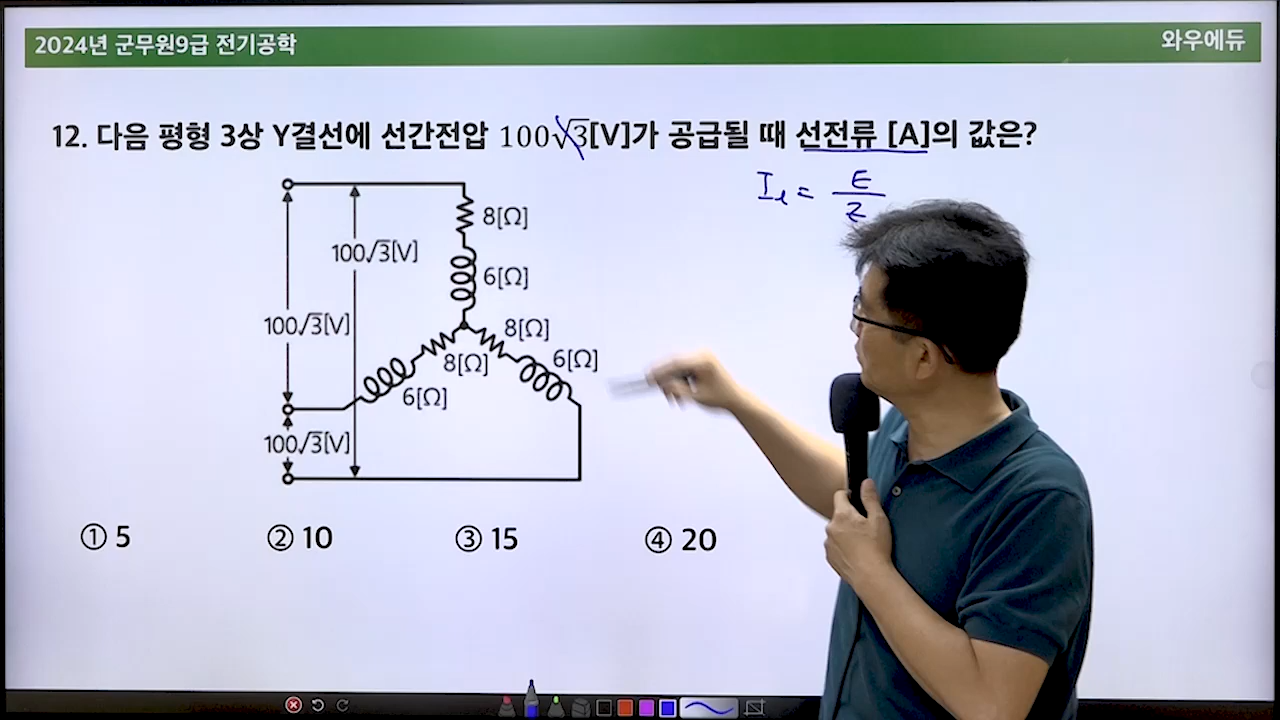 2024년 군무원9급 전기공학
와우에듀
12. 다음 평형 3상 Y결선에 선간전압 100√3[V]가 공급될 때 선전류 [A]의 값은?
I_l = E/Z
8[Ω]
100√3[V]
6[Ω]
100√3[V]
8[Ω]
6[Ω]
8[Ω]
6[Ω]
100√3[V]
① 5 ② 10 ③ 15 ④ 20